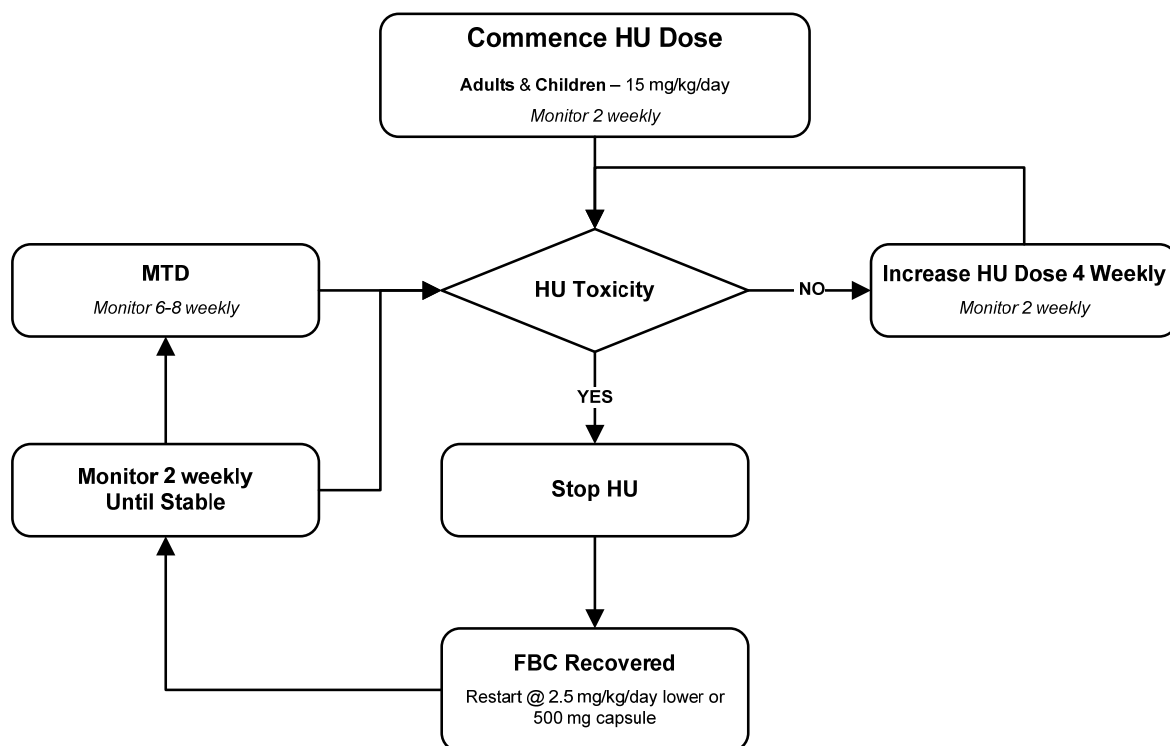 Commence HU Dose
Adults & Children – 15 mg/kg/day
Monitor 2 weekly
MTD
Monitor 6-8 weekly
HU Toxicity
NO
Increase HU Dose 4 Weekly
Monitor 2 weekly
YES
Monitor 2 weekly
Until Stable
Stop HU
FBC Recovered
Restart @ 2.5 mg/kg/day lower or
500 mg capsule